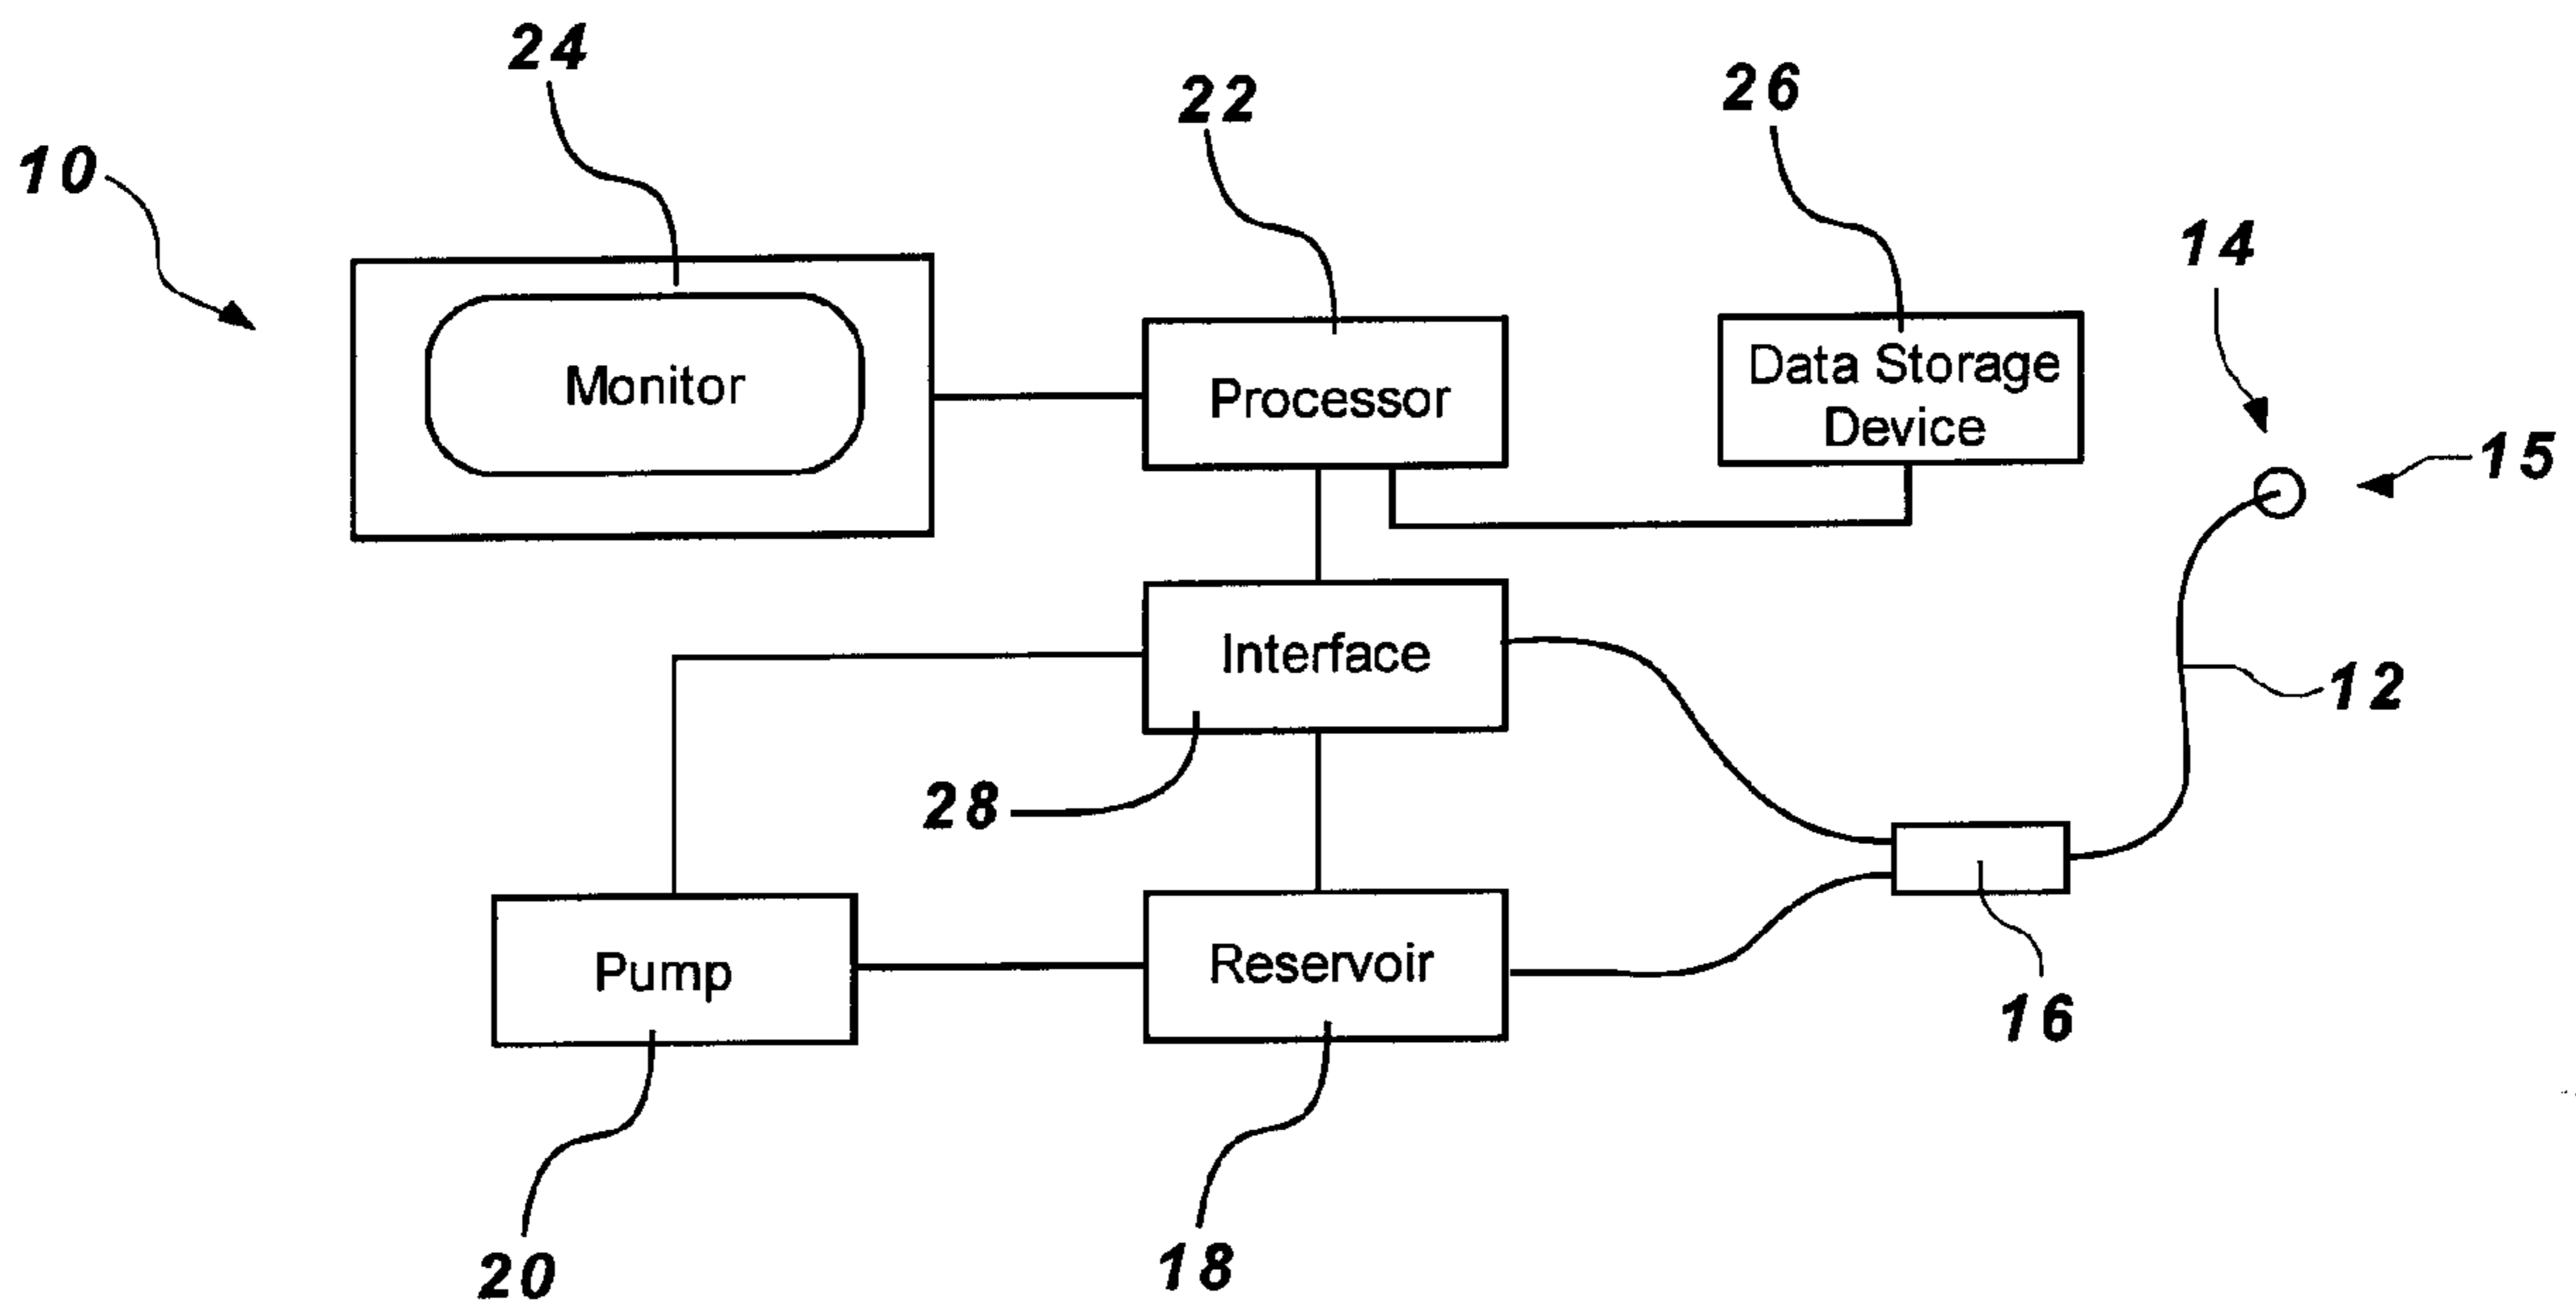 24
22
26
10
14
Monitor
Processor
Data Storage
Device
15
Interface
12
28
Pump
Reservoir
16
20
18